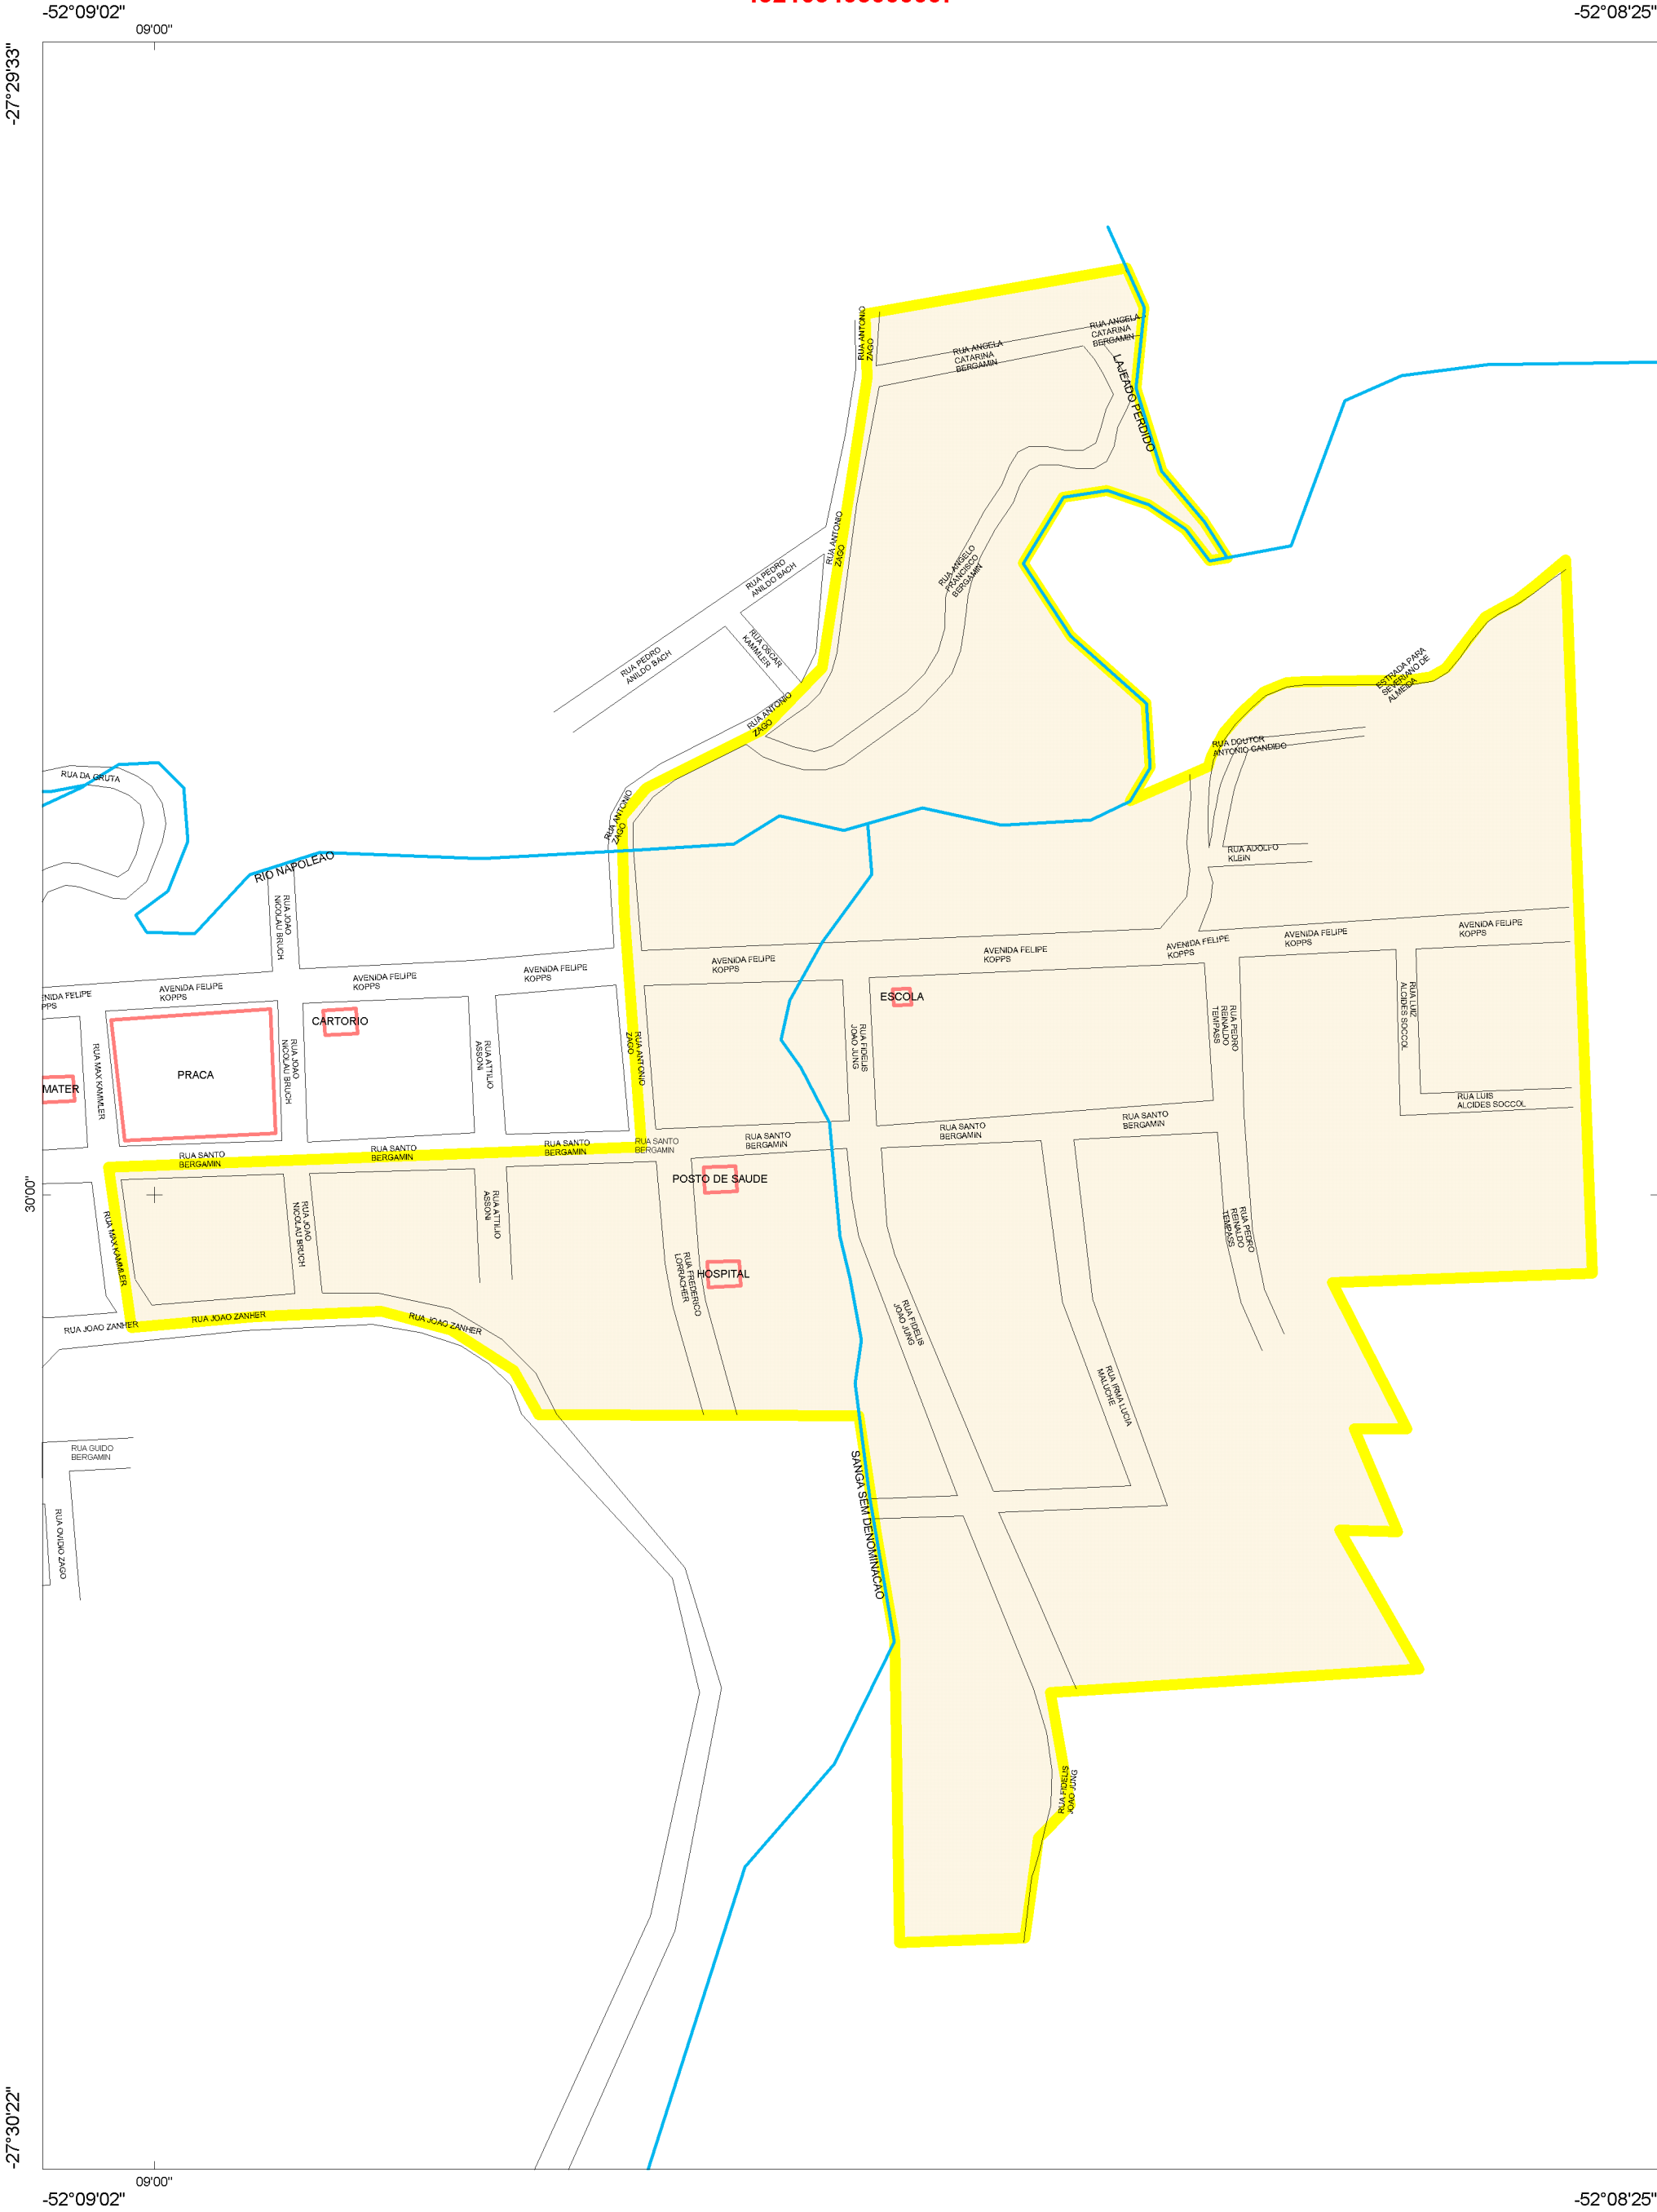 -52°09'02"
-52°08'25"
09'00"
-27°29'33"
RUA ANTONIO
ZAGO
RUA ANGELA
CATARINA
BERGAMIN
RUA ANGELA
CATARINA
BERGAMIN
LAJEADO PERDIDO
RUA ANTONIO
ZAGO
RUA PEDRO
ANILDO BACH
RUA ANGELO
FRANCISCO
BERGAMIN
RUA OSCAR
KAMMLER
RUA PEDRO
ANILDO BACH
ESTRADA PARA
SEVERIANO DE
ALMEIDA
RUA ANTONIO
ZAGO
RUA DOUTOR
ANTONIO CANDIDO
RUA DA GRUTA
RUA ANTONIO
ZAGO
RUA ADOLFO
KLEIN
RIO NAPOLEAO
RUA JOAO
NICOLAU BRUCH
AVENIDA FELIPE
KOPPS
AVENIDA FELIPE
KOPPS
AVENIDA FELIPE
KOPPS
AVENIDA FELIPE
KOPPS
AVENIDA FELIPE
KOPPS
AVENIDA FELIPE
KOPPS
AVENIDA FELIPE
KOPPS
AVENIDA FELIPE
KOPPS
ENIDA FELIPE
PPS
ESCOLA
CARTORIO
RUA MAX KAMMLER
PRACA
RUA JOAO
NICOLAU BRUCH
RUA ATTILIO
ASSONI
RUA ANTONIO
ZAGO
RUA FIDELIS
JOAO JUNG
RUA PEDRO
REINALDO
TEMPASS
RUA LUIZ
ALCIDES SOCCOL
MATER
RUA LUIS
ALCIDES SOCCOL
RUA SANTO
BERGAMIN
RUA SANTO
BERGAMIN
RUA SANTO
BERGAMIN
RUA SANTO
BERGAMIN
RUA SANTO
BERGAMIN
RUA SANTO
BERGAMIN
RUA SANTO
BERGAMIN
POSTO DE SAUDE
30'00"
RUA MAX KAMMLER
RUA JOAO
NICOLAU BRUCH
RUA ATTILIO
ASSONI
RUA PEDRO
REINALDO
TEMPASS
RUA FREDERICO
LORRACHER
HOSPITAL
RUA JOAO ZANHER
RUA JOAO ZANHER
RUA JOAO ZANHER
RUA FIDELIS
JOAO JUNG
RUA IRMA LUCIA
MALUCHE
RUA GUIDO
BERGAMIN
SANGA SEM DENOMINACAO
RUA OVIDIO ZAGO
RUA FIDELIS
JOAO JUNG
-27°30'22"
09'00"
-52°09'02"
-52°08'25"